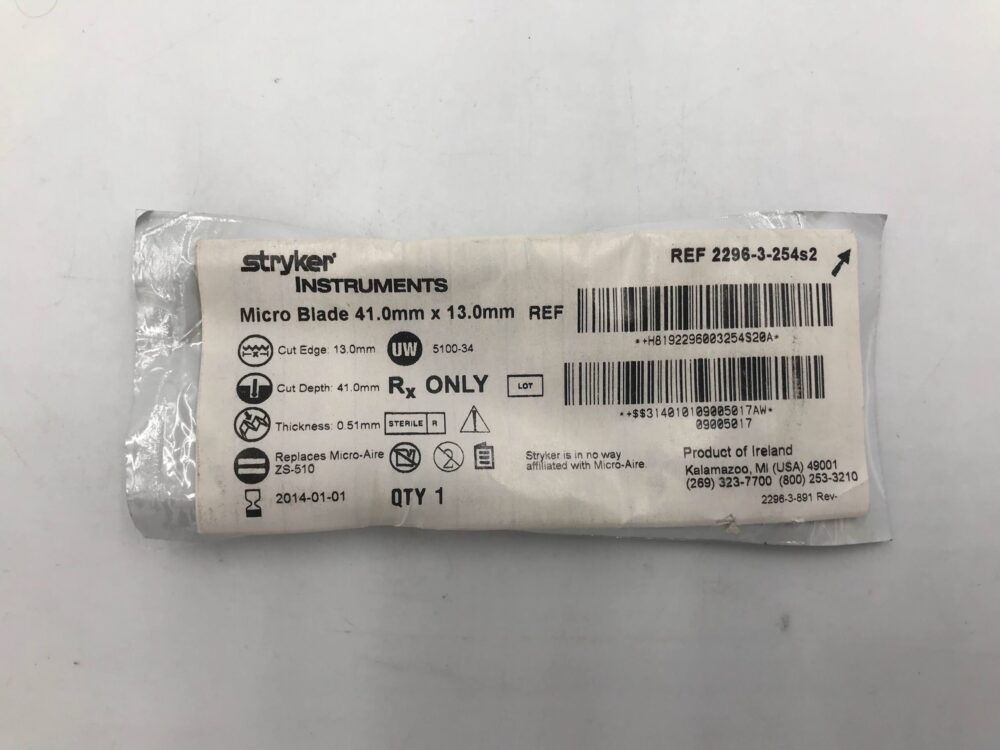 stryker
INSTRUMENTS
REF 2296-3-254s2
Micro Blade 41.0mm x 13.0mm REF
*+H8192296003254S20A*
Cut Edge: 13.0mm UW 5100-34
Cut Depth: 41.0mm Rx ONLY LOT
*+$$314010109005017AW*
09005017
Thickness: 0.51mm STERILE R
Replaces Micro-Aire
ZS-510
2
Stryker is in no way
affiliated with Micro-Aire.
Product of Ireland
Kalamazoo, MI (USA) 49001
(269) 323-7700 (800) 253-3210
2014-01-01 QTY 1
2296-3-891 Rev-